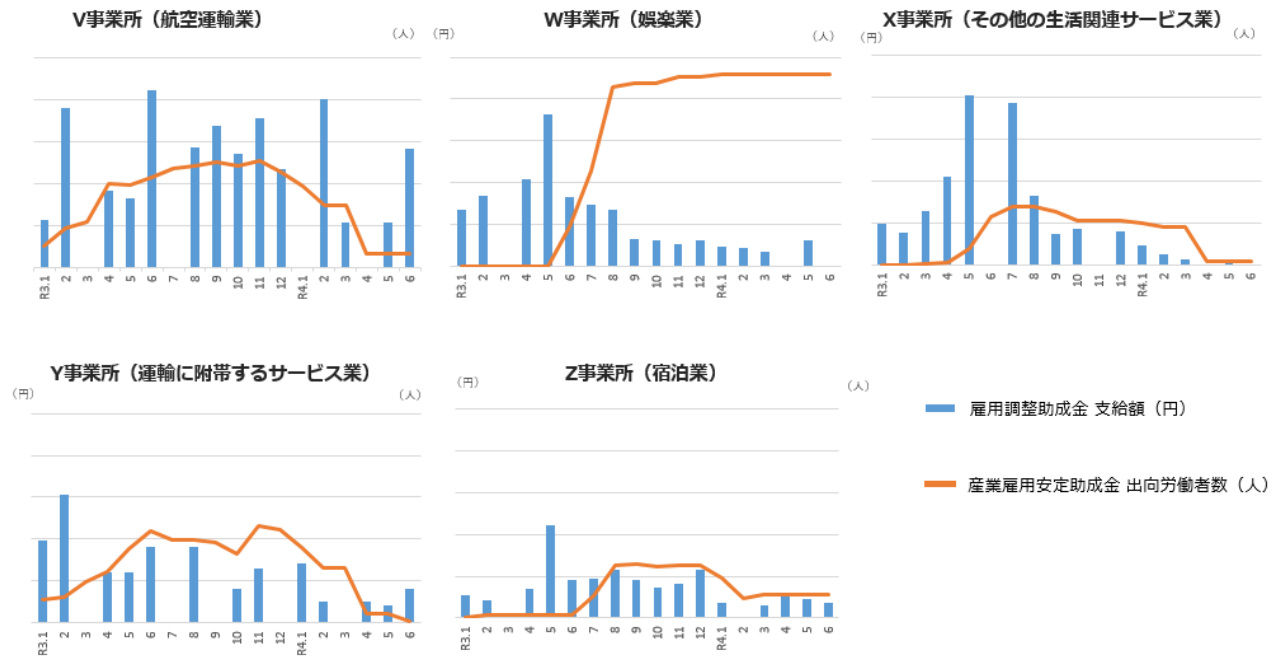 V事業所（航空運輸業）
（人）
R3.1 2 3 4 5 6 7 8 9 10 11 12 R4.1 2 3 4 5 6
W事業所（娯楽業）
（円）
（人）
R3.1 2 3 4 5 6 7 8 9 10 11 12 R4.1 2 3 4 5 6
X事業所（その他の生活関連サービス業）
（円）
（人）
R3.1 2 3 4 5 6 7 8 9 10 11 12 R4.1 2 3 4 5 6
Y事業所（運輸に附帯するサービス業）
（円）
（人）
R3.1 2 3 4 5 6 7 8 9 10 11 12 R4.1 2 3 4 5 6
Z事業所（宿泊業）
（円）
（人）
R3.1 2 3 4 5 6 7 8 9 10 11 12 R4.1 2 3 4 5 6
雇用調整助成金 支給額（円）
産業雇用安定助成金 出向労働者数（人）